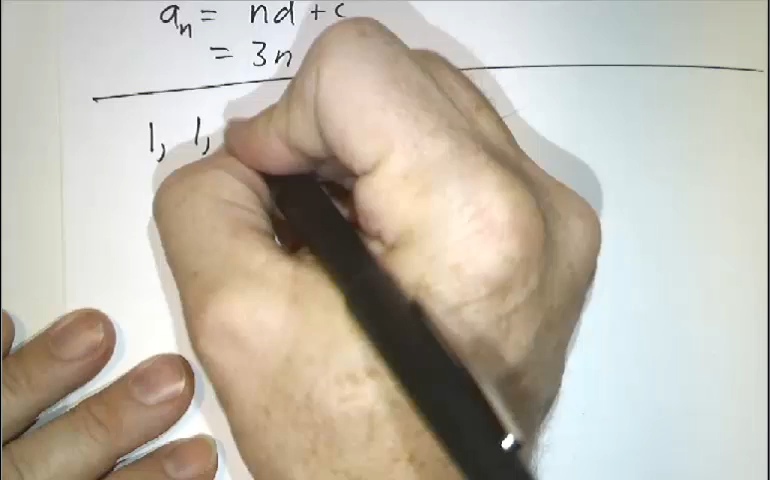 aₙ = nd + c
= 3n
1, 1,